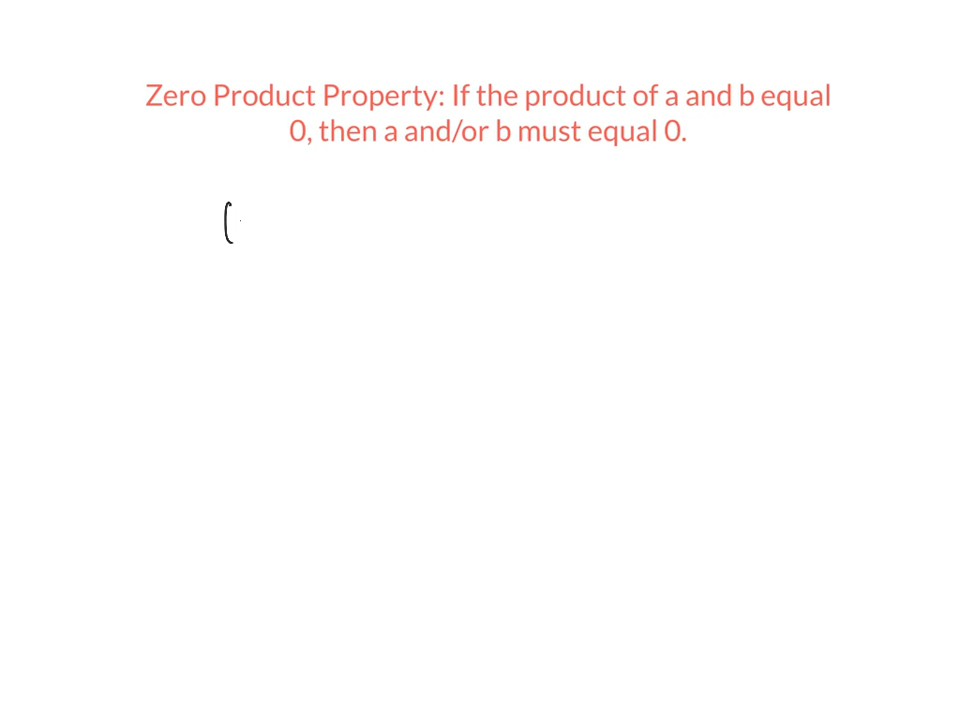 Zero Product Property: If the product of a and b equal
0, then a and/or b must equal 0.
(